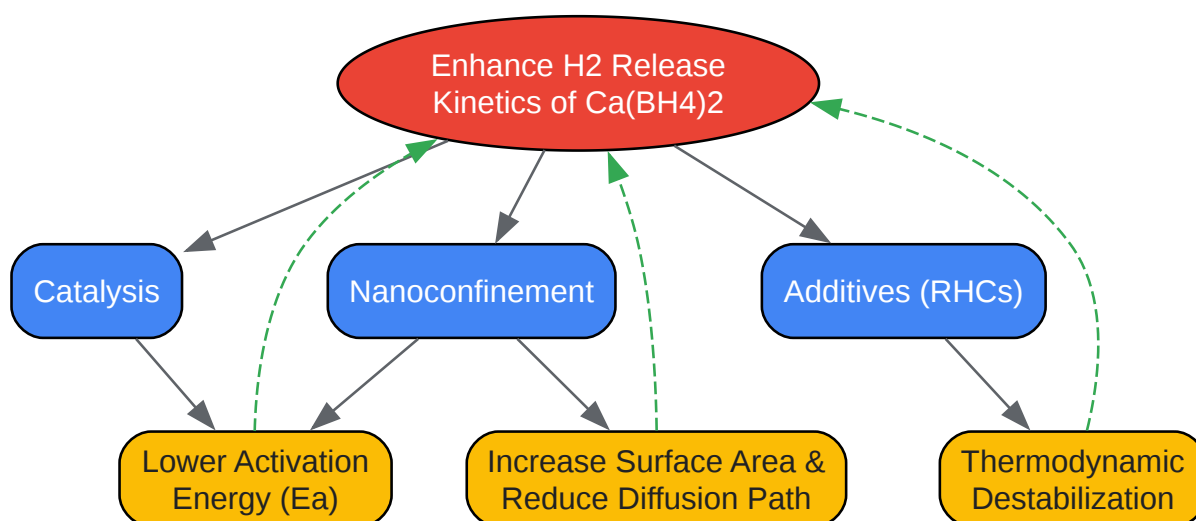 Enhance H2 Release
Kinetics of Ca(BH4)2
Catalysis
Nanoconfinement
Additives (RHCs)
Lower Activation
Energy (Ea)
Increase Surface Area &
Reduce Diffusion Path
Thermodynamic
Destabilization